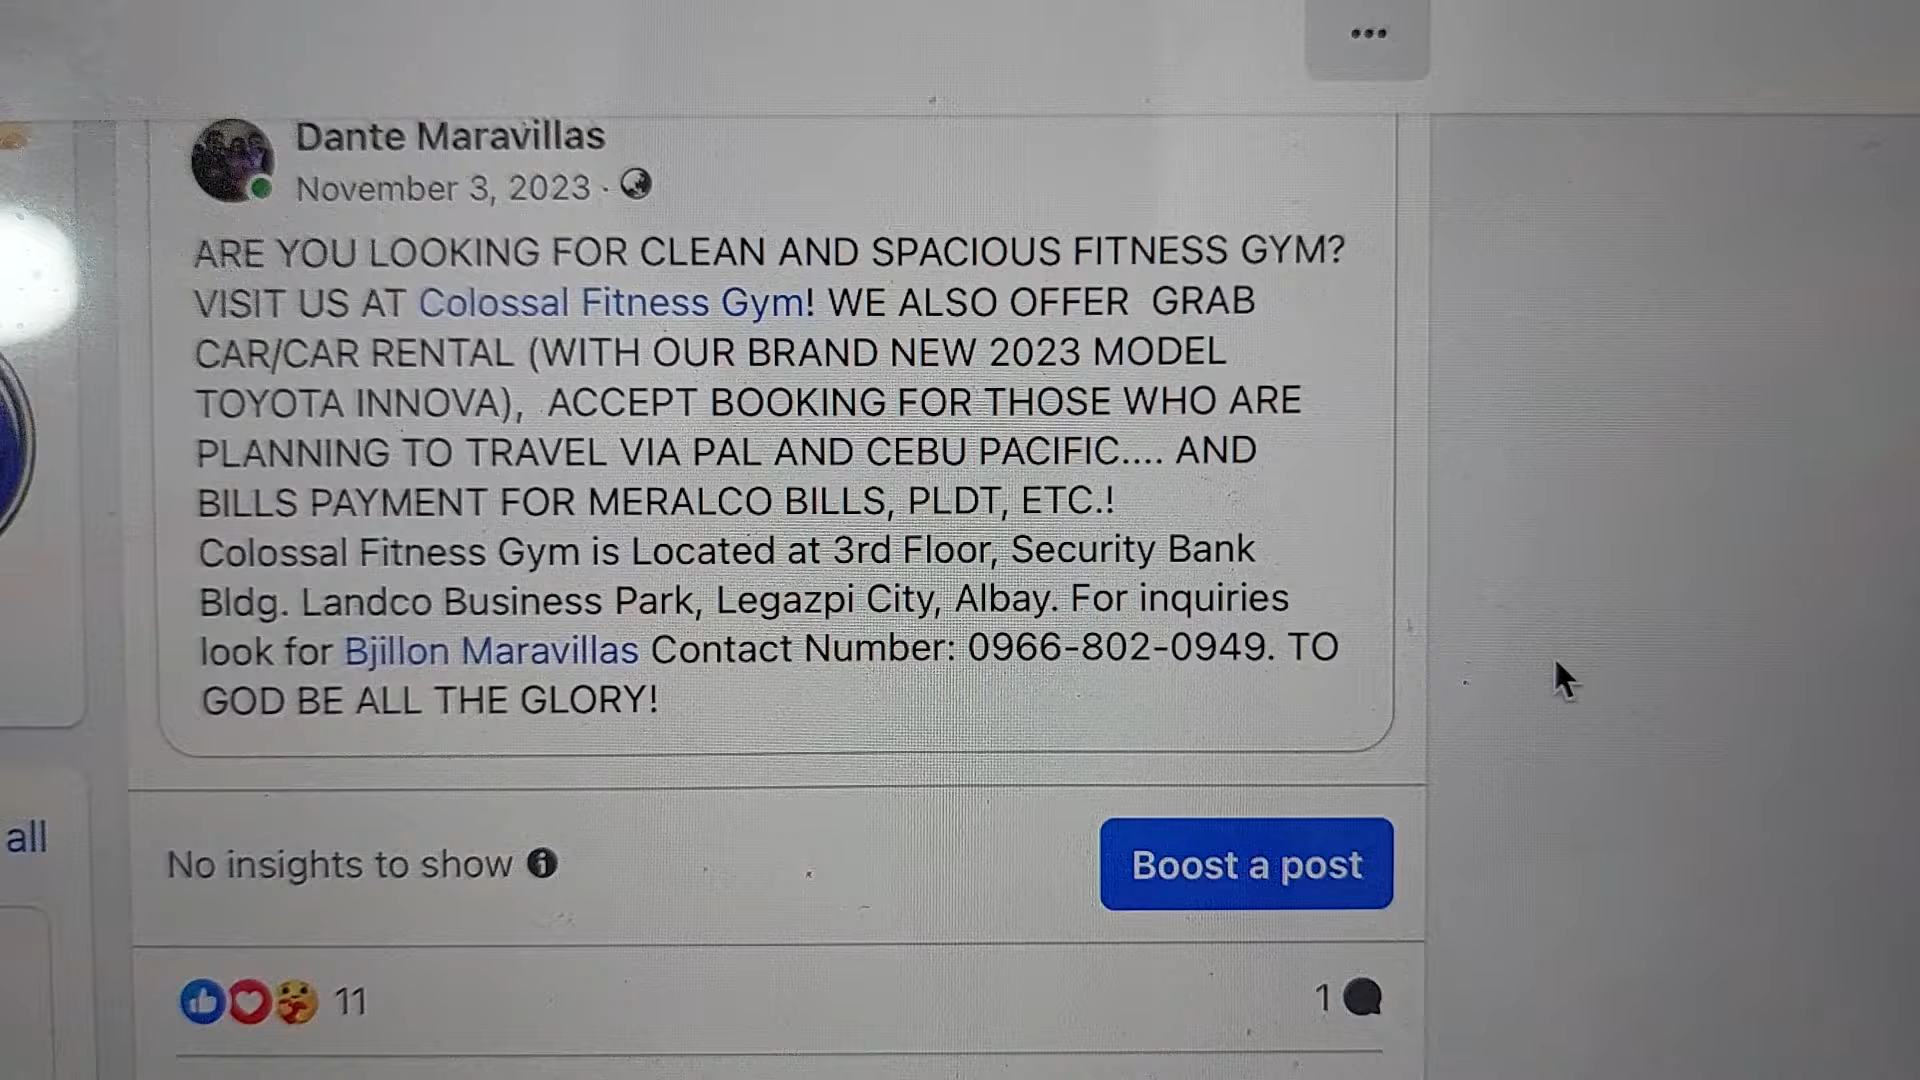 Dante Maravillas
November 3, 2023 ·
ARE YOU LOOKING FOR CLEAN AND SPACIOUS FITNESS GYM?
VISIT US AT Colossal Fitness Gym! WE ALSO OFFER  GRAB
CAR/CAR RENTAL (WITH OUR BRAND NEW 2023 MODEL
TOYOTA INNOVA),  ACCEPT BOOKING FOR THOSE WHO ARE
PLANNING TO TRAVEL VIA PAL AND CEBU PACIFIC.... AND
BILLS PAYMENT FOR MERALCO BILLS, PLDT, ETC.!
Colossal Fitness Gym is Located at 3rd Floor, Security Bank
Bldg. Landco Business Park, Legazpi City, Albay. For inquiries
look for Bjillon Maravillas Contact Number: 0966-802-0949. TO
GOD BE ALL THE GLORY!
all
No insights to show
Boost a post
11
1